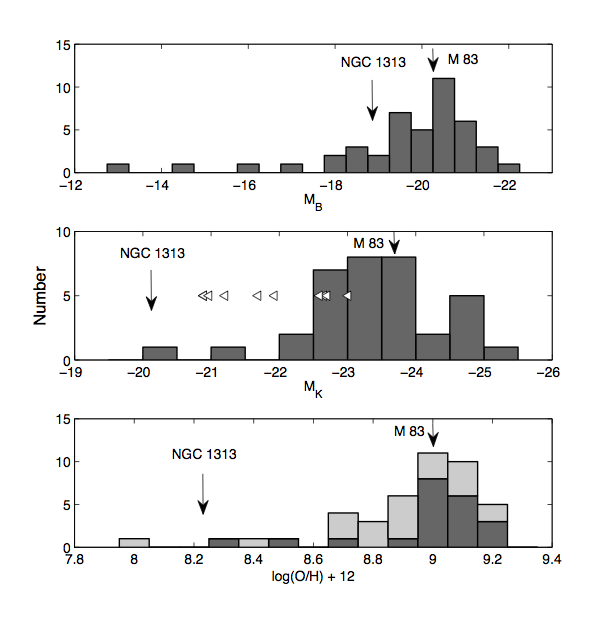 15
10
5
0
NGC 1313
M 83
−12 −14 −16 −18 −20 −22
M_B
10
5
0
NGC 1313
M 83
−19 −20 −21 −22 −23 −24 −25 −26
M_K
Number
15
10
5
0
NGC 1313
M 83
7.8 8 8.2 8.4 8.6 8.8 9 9.2 9.4
log(O/H) + 12